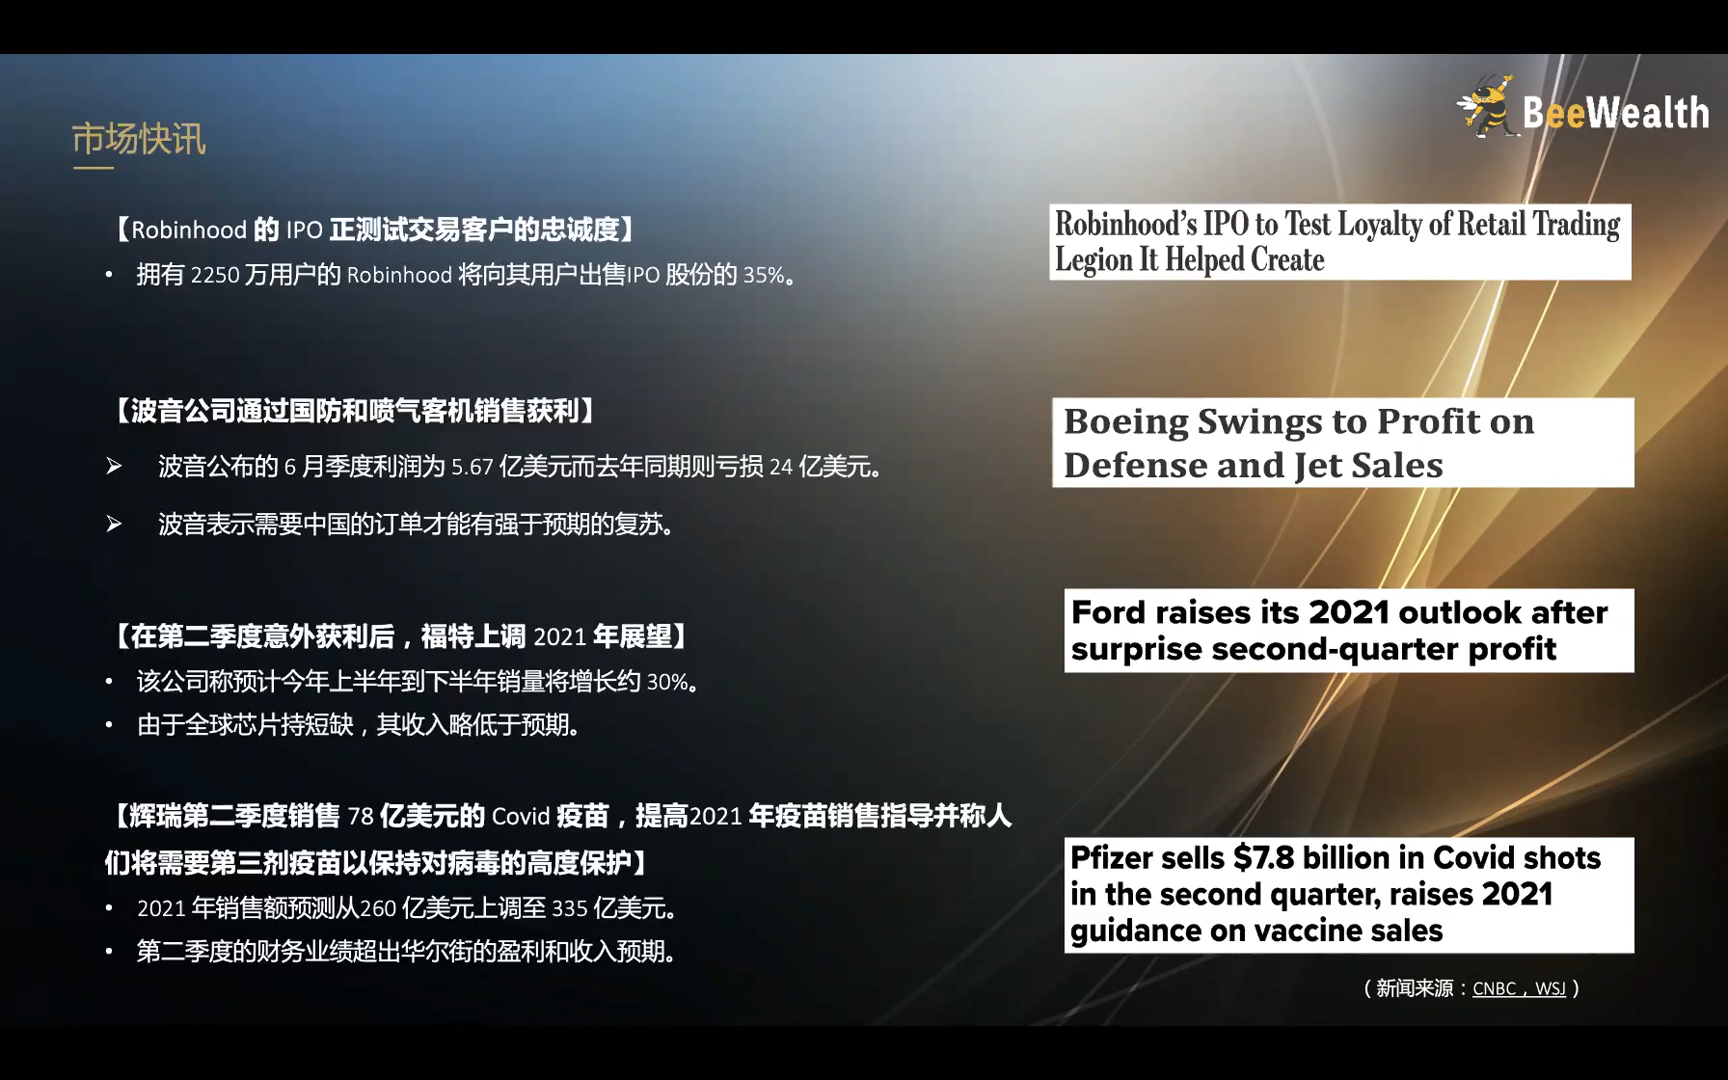 BeeWealth
市场快讯
【Robinhood 的 IPO 正测试交易客户的忠诚度】
• 拥有 2250 万用户的 Robinhood 将向其用户出售IPO 股份的 35%。
Robinhood’s IPO to Test Loyalty of Retail Trading
Legion It Helped Create
【波音公司通过国防和喷气客机销售获利】
➢ 波音公布的 6 月季度利润为 5.67 亿美元而去年同期则亏损 24 亿美元。
➢ 波音表示需要中国的订单才能有强于预期的复苏。
Boeing Swings to Profit on
Defense and Jet Sales
【在第二季度意外获利后，福特上调 2021 年展望】
• 该公司称预计今年上半年到下半年销量将增长约 30%。
• 由于全球芯片持短缺，其收入略低于预期。
Ford raises its 2021 outlook after
surprise second-quarter profit
【辉瑞第二季度销售 78 亿美元的 Covid 疫苗，提高2021 年疫苗销售指导并称人
们将需要第三剂疫苗以保持对病毒的高度保护】
• 2021 年销售额预测从260 亿美元上调至 335 亿美元。
• 第二季度的财务业绩超出华尔街的盈利和收入预期。
Pfizer sells $7.8 billion in Covid shots
in the second quarter, raises 2021
guidance on vaccine sales
（新闻来源：CNBC，WSJ）